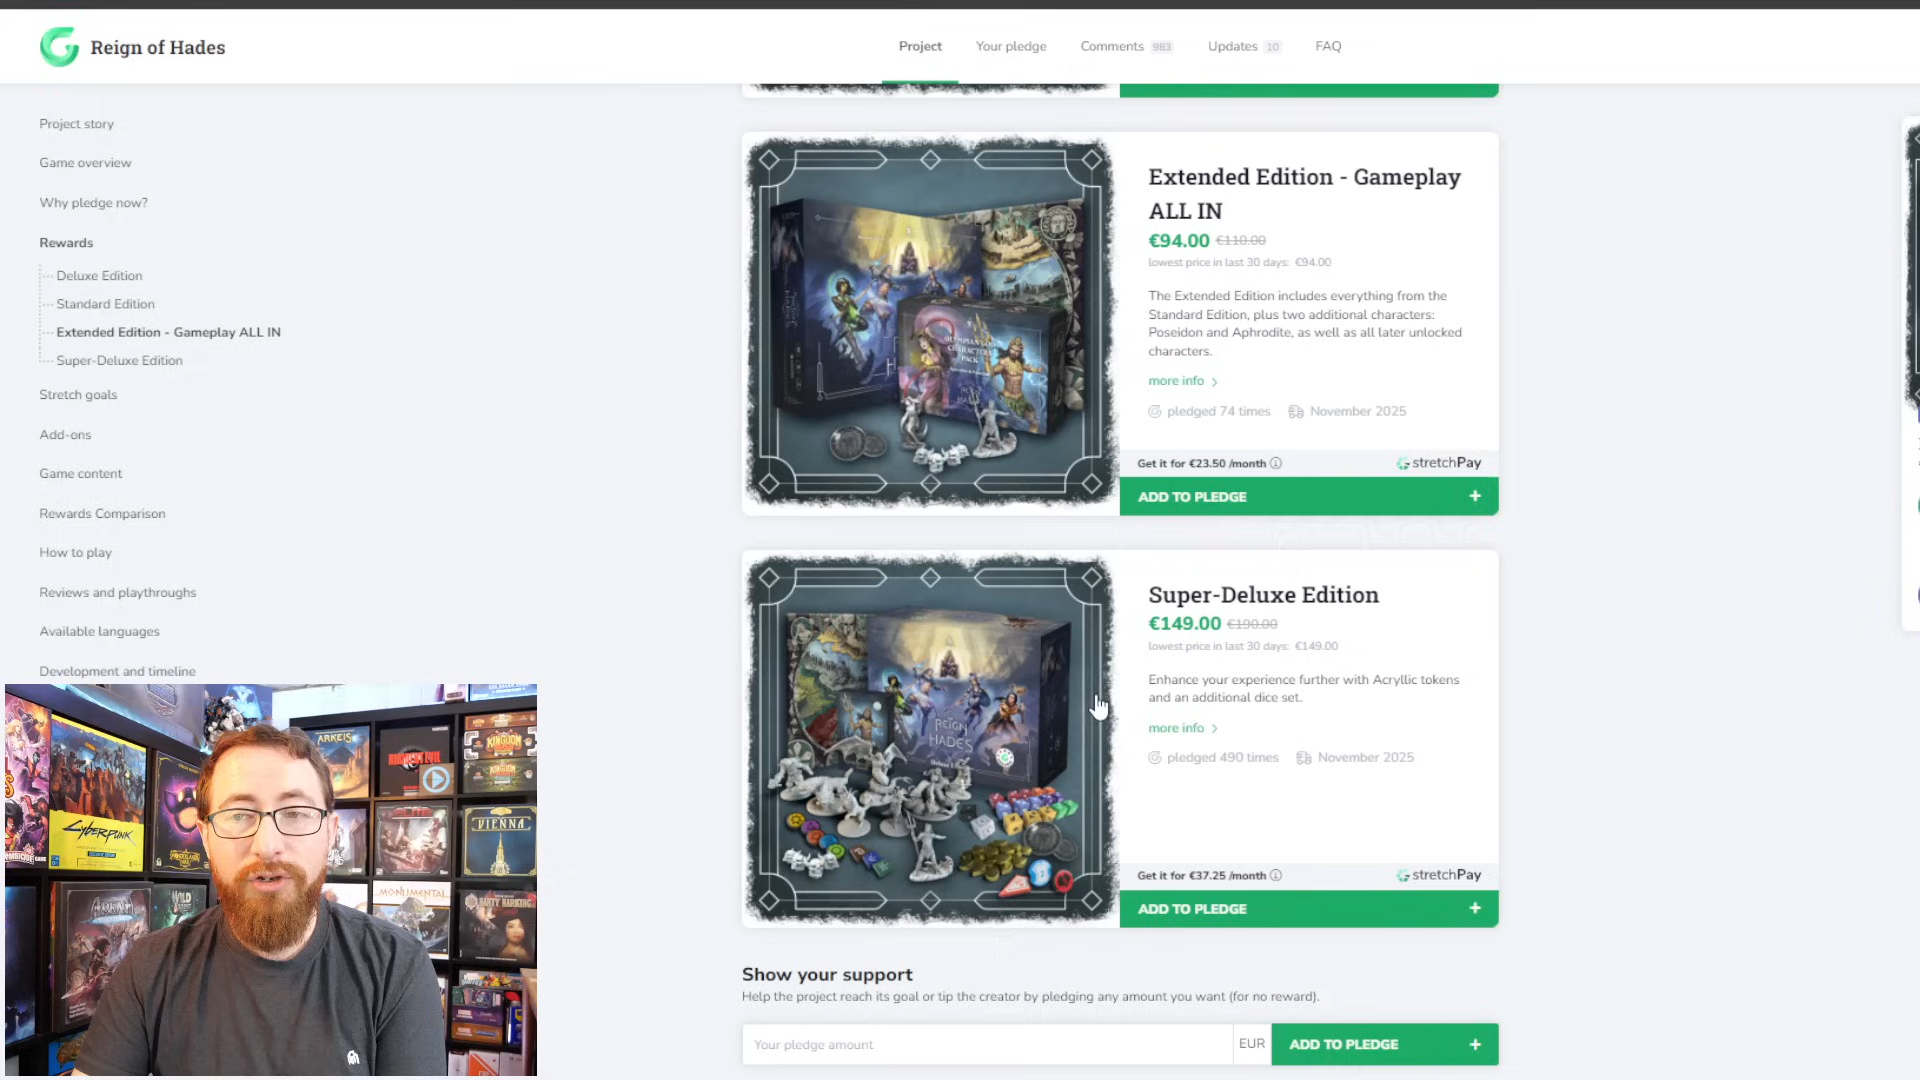 Reign of Hades
Project
Your pledge
Comments 983
Updates 10
FAQ
Project story
Game overview
Why pledge now?
Rewards
Deluxe Edition
Standard Edition
Extended Edition - Gameplay ALL IN
Super-Deluxe Edition
Stretch goals
Add-ons
Game content
Rewards Comparison
How to play
Reviews and playthroughs
Available languages
Development and timeline
Extended Edition - Gameplay
ALL IN
€94.00 €110.00
lowest price in last 30 days: €94.00
The Extended Edition includes everything from the
Standard Edition, plus two additional characters:
Poseidon and Aphrodite, as well as all later unlocked
characters.
more info
pledged 74 times November 2025
Get it for €23.50 /month
stretchPay
ADD TO PLEDGE +
Super-Deluxe Edition
€149.00 €190.00
lowest price in last 30 days: €149.00
Enhance your experience further with Acryllic tokens
and an additional dice set.
more info
pledged 490 times November 2025
Get it for €37.25 /month
stretchPay
ADD TO PLEDGE +
REIGN
HADES
Show your support
Help the project reach its goal or tip the creator by pledging any amount you want (for no reward).
Your pledge amount
EUR
ADD TO PLEDGE +
ARKEIS
KINGDOM
CYBERPUNK
VIENNA
MONUMENTAL